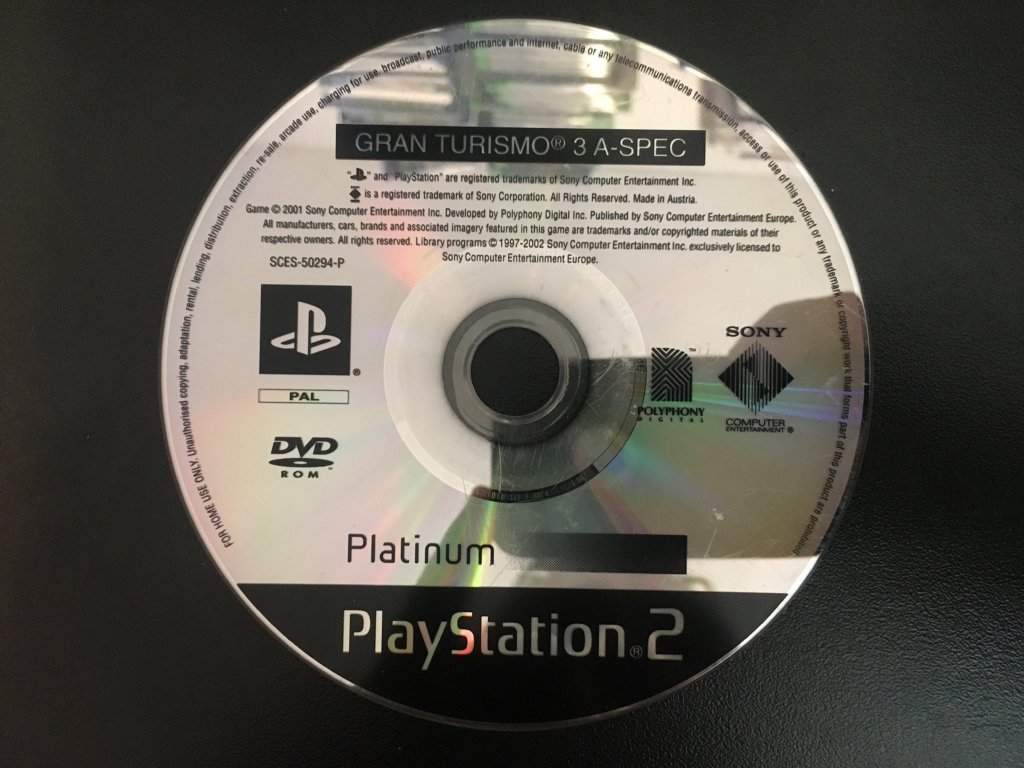 FOR HOME USE ONLY. Unauthorised copying, adaptation, rental, lending, distribution, extraction, re-sale, arcade use, charging for use, broadcast, public performance and internet, cable or any telecommunications transmission, access or use of this product or any trademark or copyright work that forms part of this product are prohibited
GRAN TURISMO® 3 A-SPEC
" " and "PlayStation" are registered trademarks of Sony Computer Entertainment Inc.
is a registered trademark of Sony Corporation. All Rights Reserved. Made in Austria.
Game © 2001 Sony Computer Entertainment Inc. Developed by Polyphony Digital Inc. Published by Sony Computer Entertainment Europe.
All manufacturers, cars, brands and associated imagery featured in this game are trademarks and/or copyrighted materials of their
respective owners. All rights reserved. Library programs © 1997-2002 Sony Computer Entertainment Inc. exclusively licensed to
Sony Computer Entertainment Europe.
SCES-50294-P
®
PAL
DVD
ROM
POLYPHONY
DIGITAL
™
SONY
COMPUTER
ENTERTAINMENT ®
Platinum
PlayStation®2